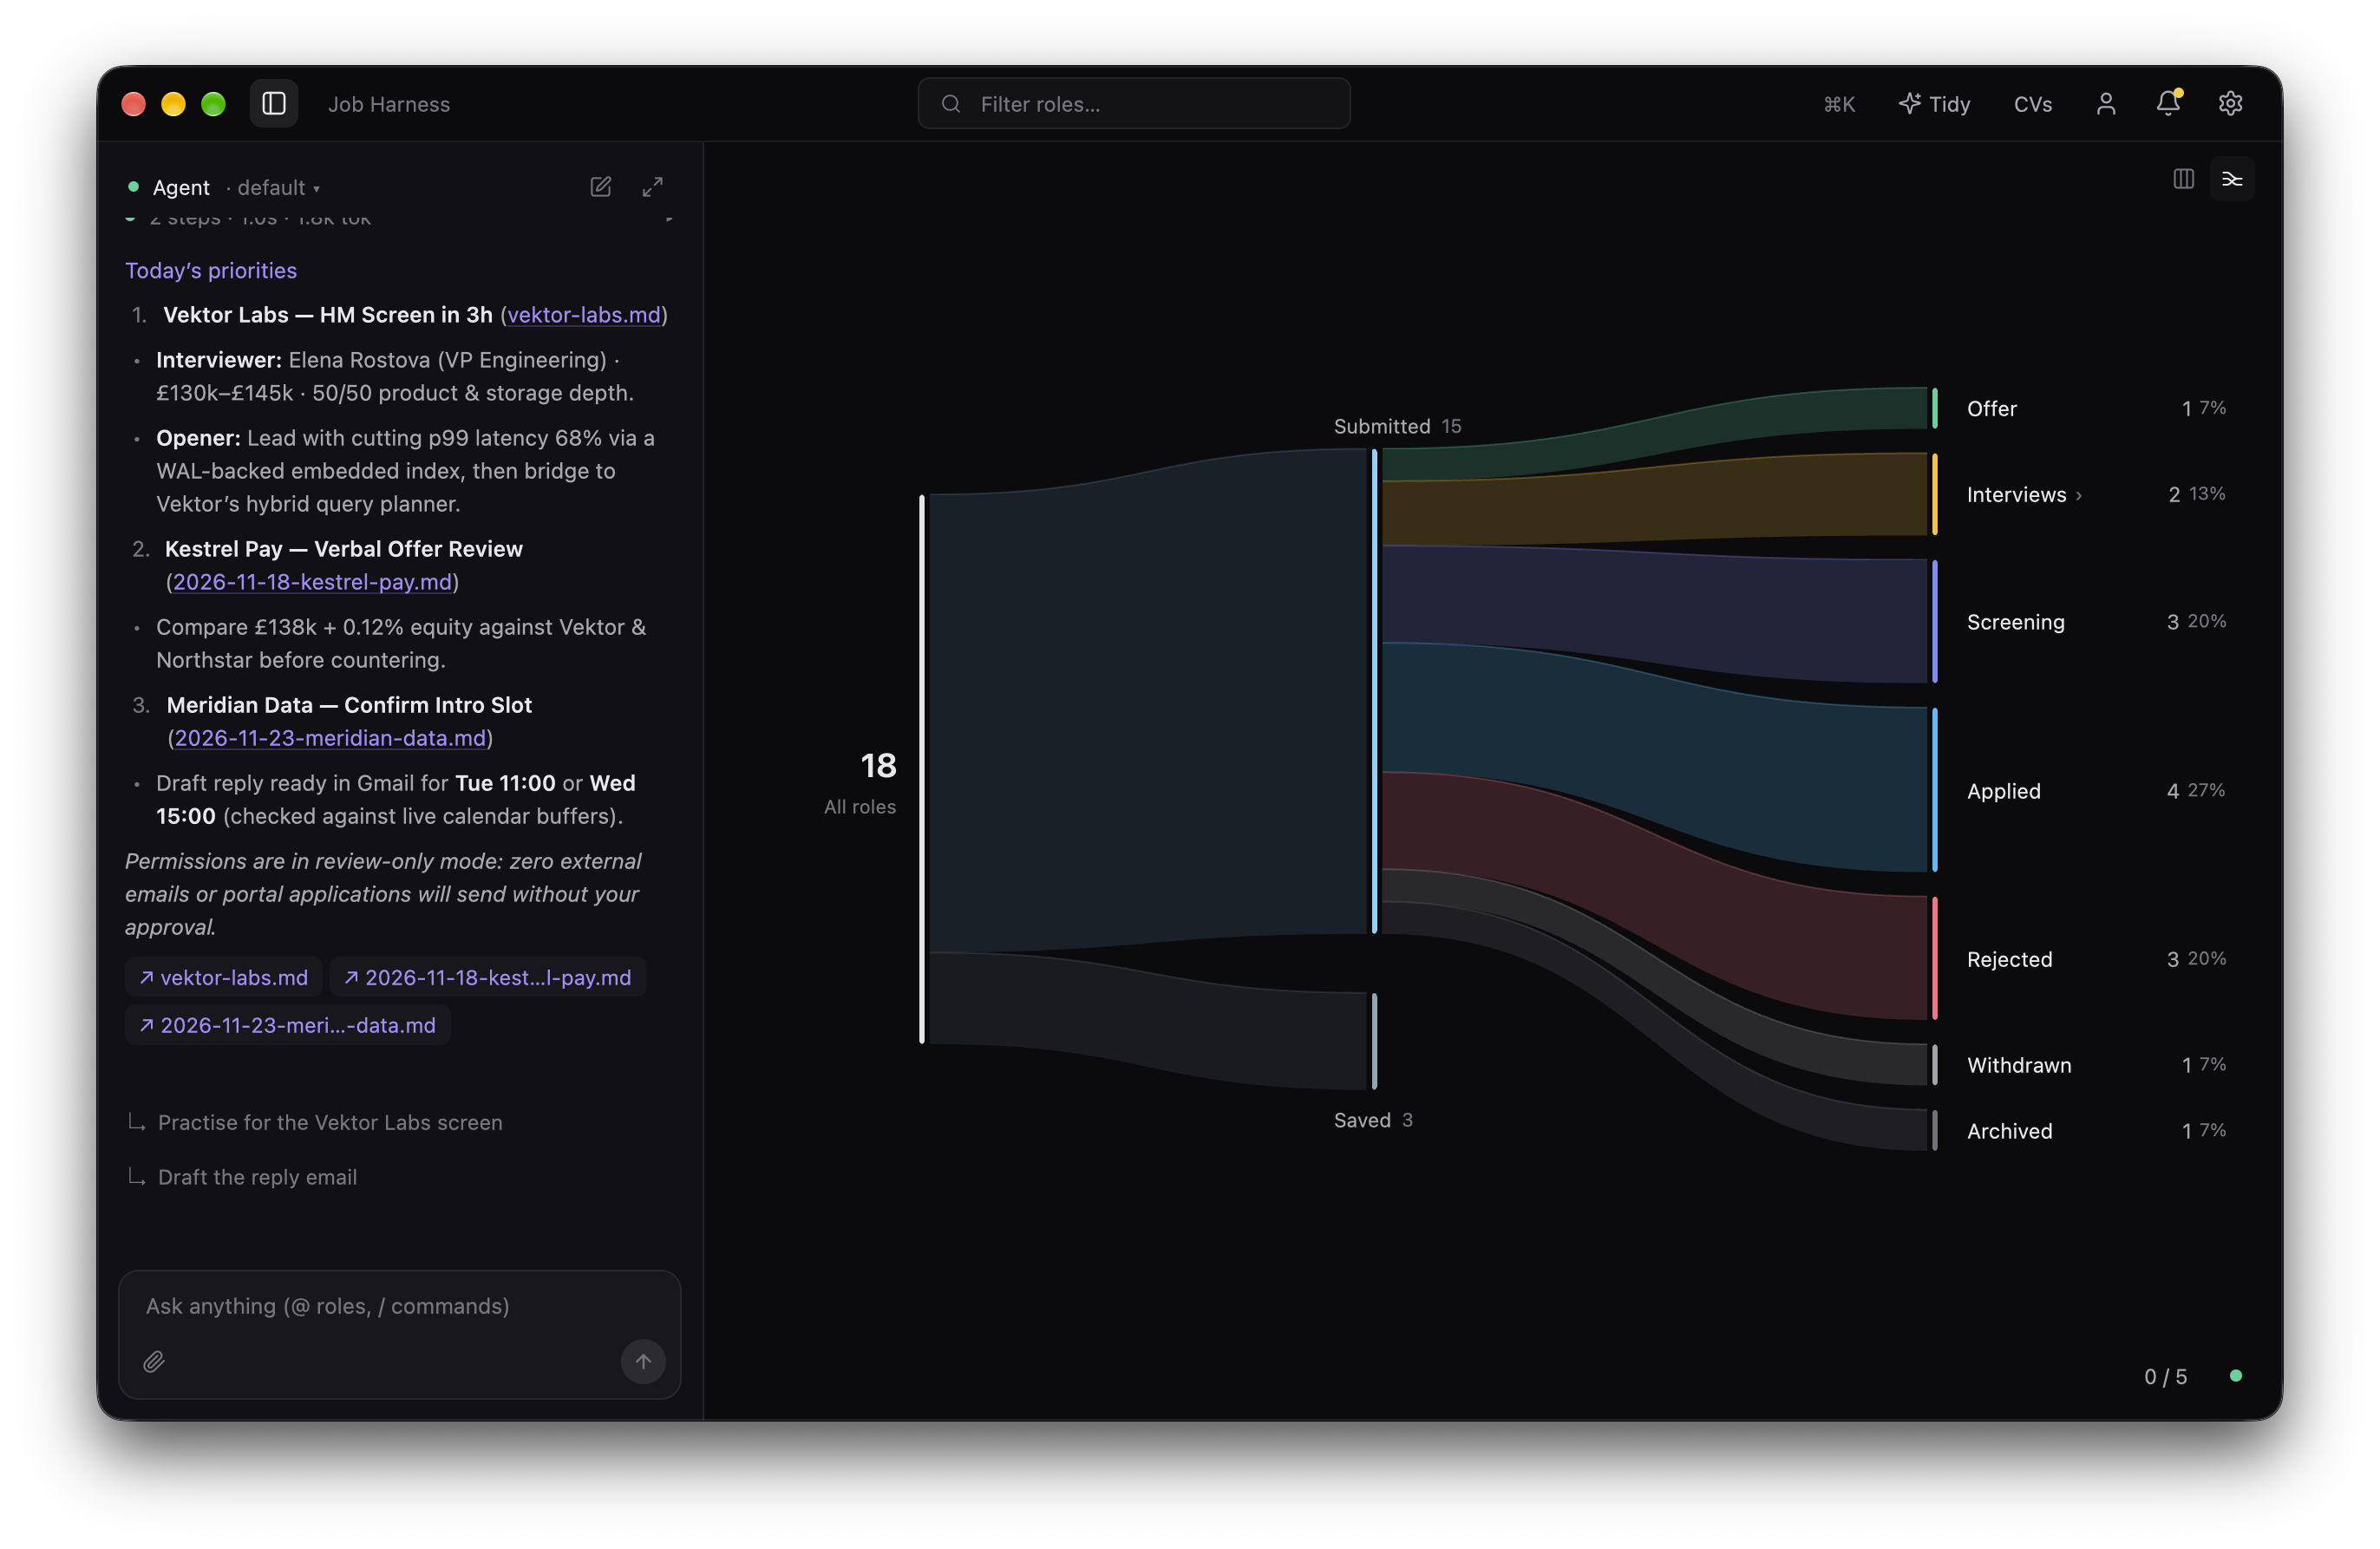 Job Harness
Filter roles...
⌘K
Tidy
CVs
Agent · default ▾
2 steps · 1.0s · 1.8k tok
Today’s priorities
1. Vektor Labs — HM Screen in 3h (vektor-labs.md)
• Interviewer: Elena Rostova (VP Engineering) ·
£130k–£145k · 50/50 product & storage depth.
• Opener: Lead with cutting p99 latency 68% via a
WAL-backed embedded index, then bridge to
Vektor’s hybrid query planner.
2. Kestrel Pay — Verbal Offer Review
(2026-11-18-kestrel-pay.md)
• Compare £138k + 0.12% equity against Vektor &
Northstar before countering.
3. Meridian Data — Confirm Intro Slot
(2026-11-23-meridian-data.md)
• Draft reply ready in Gmail for Tue 11:00 or Wed
15:00 (checked against live calendar buffers).
Permissions are in review-only mode: zero external
emails or portal applications will send without your
approval.
↗ vektor-labs.md
↗ 2026-11-18-kest...l-pay.md
↗ 2026-11-23-meri...-data.md
Practise for the Vektor Labs screen
Draft the reply email
Ask anything (@ roles, / commands)
18
All roles
Submitted 15
Saved 3
Offer 1 7%
Interviews › 2 13%
Screening 3 20%
Applied 4 27%
Rejected 3 20%
Withdrawn 1 7%
Archived 1 7%
0 / 5